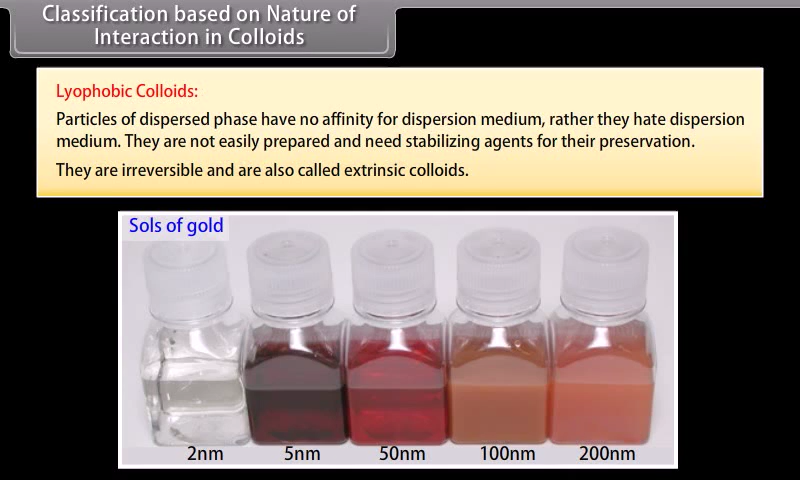 Classification based on Nature of
Interaction in Colloids
Lyophobic Colloids:
Particles of dispersed phase have no affinity for dispersion medium, rather they hate dispersion
medium. They are not easily prepared and need stabilizing agents for their preservation.
They are irreversible and are also called extrinsic colloids.
Sols of gold
2nm 5nm 50nm 100nm 200nm